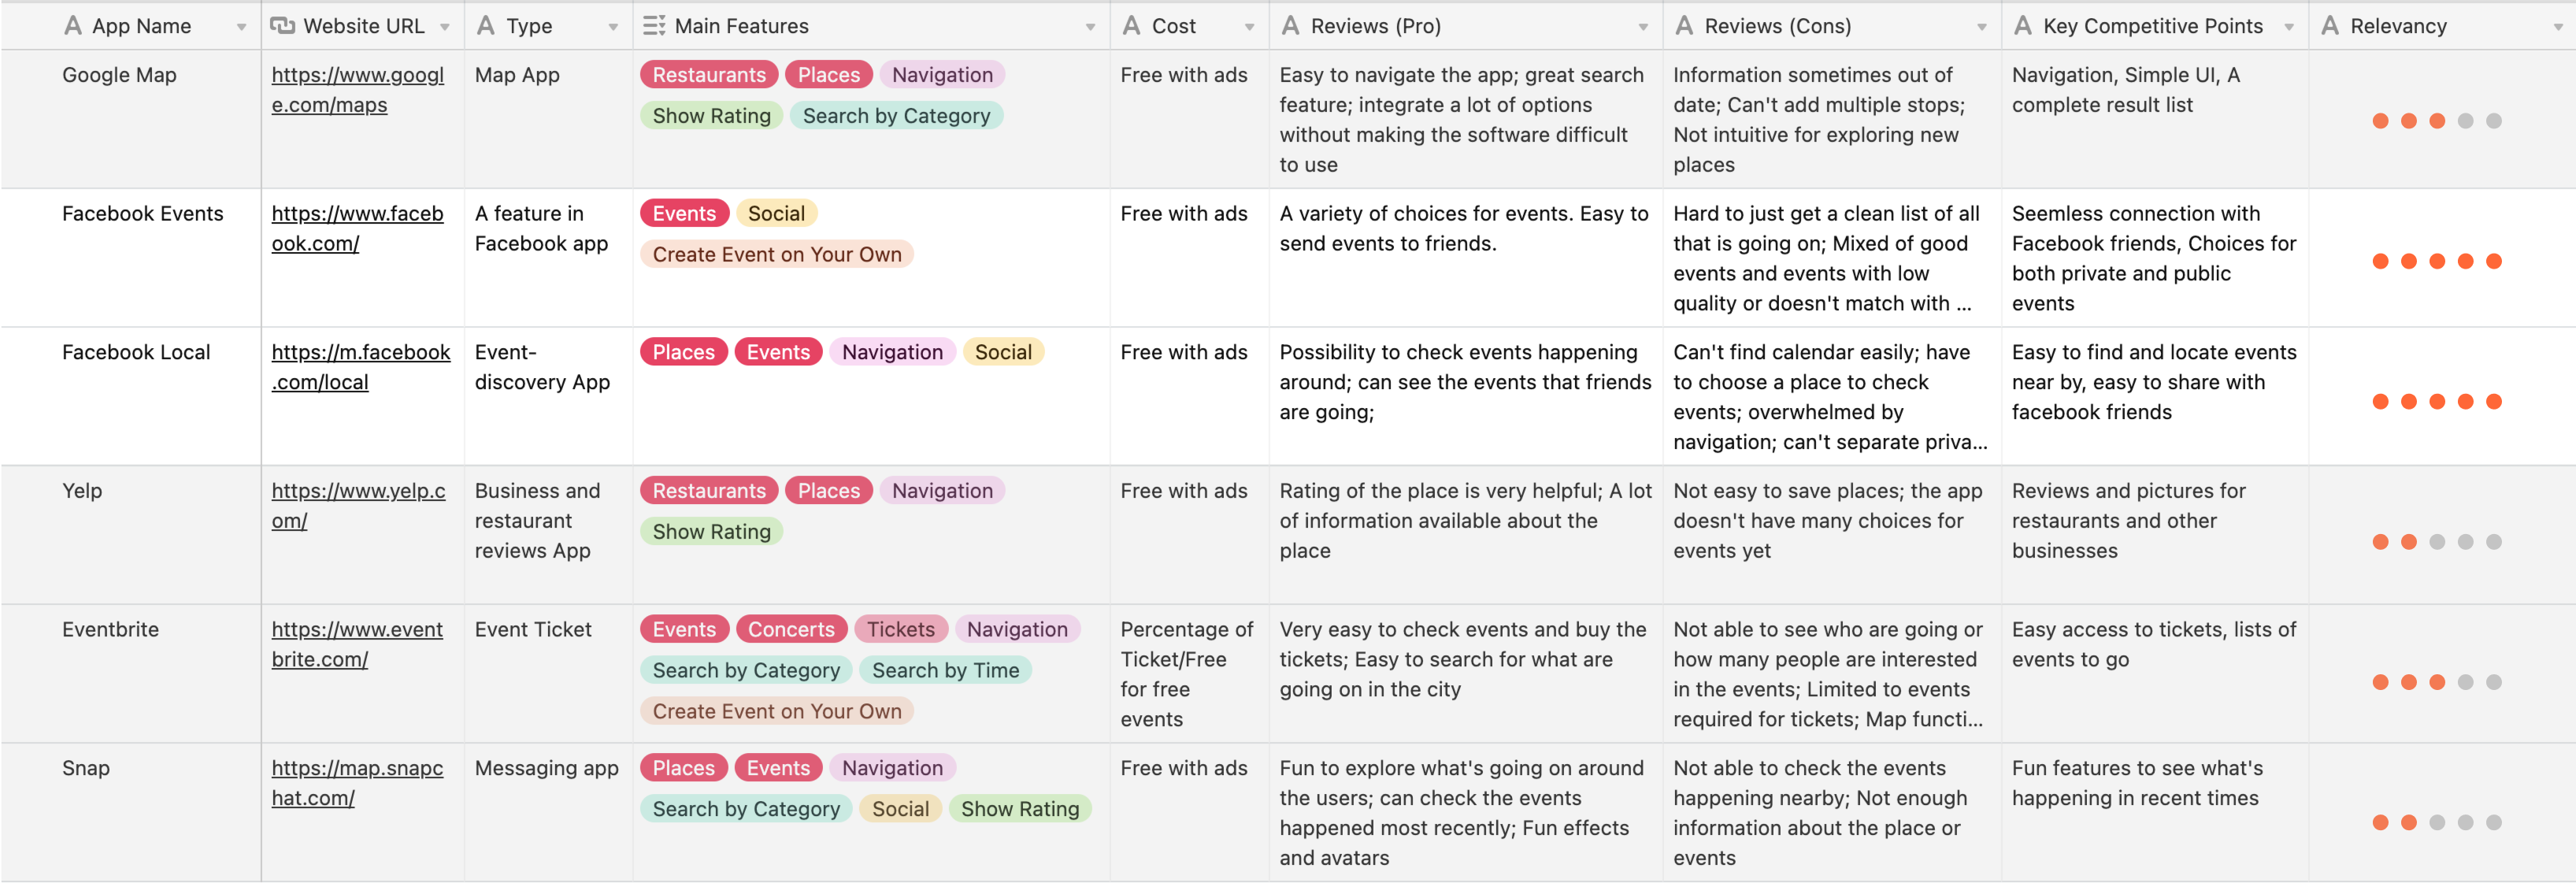 App Name Website URL Type Main Features Cost Reviews (Pro) Reviews (Cons) Key Competitive Points Relevancy
Google Map
https://www.googl
e.com/maps
Map App
Restaurants Places Navigation
Show Rating Search by Category
Free with ads
Easy to navigate the app; great search
feature; integrate a lot of options
without making the software difficult
to use
Information sometimes out of
date; Can't add multiple stops;
Not intuitive for exploring new
places
Navigation, Simple UI, A
complete result list
Facebook Events
https://www.faceb
ook.com/
A feature in
Facebook app
Events Social
Create Event on Your Own
Free with ads
A variety of choices for events. Easy to
send events to friends.
Hard to just get a clean list of all
that is going on; Mixed of good
events and events with low
quality or doesn't match with ...
Seemless connection with
Facebook friends, Choices for
both private and public
events
Facebook Local
https://m.facebook
.com/local
Event-
discovery App
Places Events Navigation Social
Free with ads
Possibility to check events happening
around; can see the events that friends
are going;
Can't find calendar easily; have
to choose a place to check
events; overwhelmed by
navigation; can't separate priva...
Easy to find and locate events
near by, easy to share with
facebook friends
Yelp
https://www.yelp.c
om/
Business and
restaurant
reviews App
Restaurants Places Navigation
Show Rating
Free with ads
Rating of the place is very helpful; A lot
of information available about the
place
Not easy to save places; the app
doesn't have many choices for
events yet
Reviews and pictures for
restaurants and other
businesses
Eventbrite
https://www.event
brite.com/
Event Ticket
Events Concerts Tickets Navigation
Search by Category Search by Time
Create Event on Your Own
Percentage of
Ticket/Free
for free
events
Very easy to check events and buy the
tickets; Easy to search for what are
going on in the city
Not able to see who are going or
how many people are interested
in the events; Limited to events
required for tickets; Map functi...
Easy access to tickets, lists of
events to go
Snap
https://map.snapc
hat.com/
Messaging app
Places Events Navigation
Search by Category Social Show Rating
Free with ads
Fun to explore what's going on around
the users; can check the events
happened most recently; Fun effects
and avatars
Not able to check the events
happening nearby; Not enough
information about the place or
events
Fun features to see what's
happening in recent times